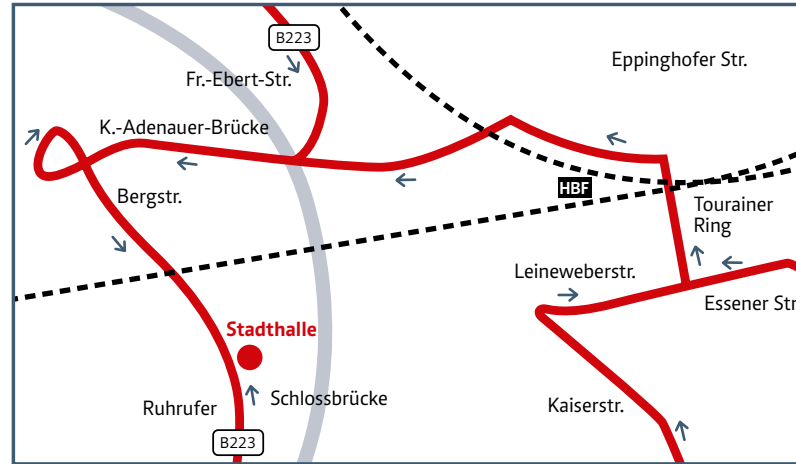 B223
Eppinghofer Str.
Fr.-Ebert-Str.
K.-Adenauer-Brücke
HBF
Bergstr.
Tourainer
Ring
Leineweberstr.
Essener Str
Stadthalle
Schlossbrücke
Kaiserstr.
Ruhrufer
B223